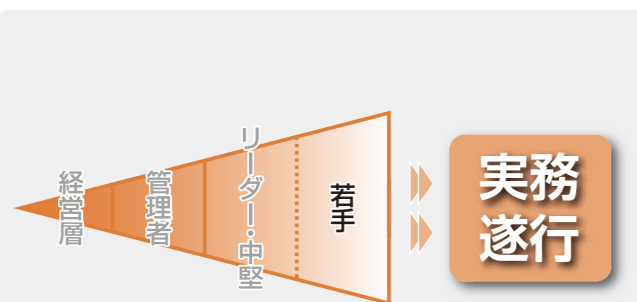 経営層
管理者
リーダー・中堅
若手
実務
遂行